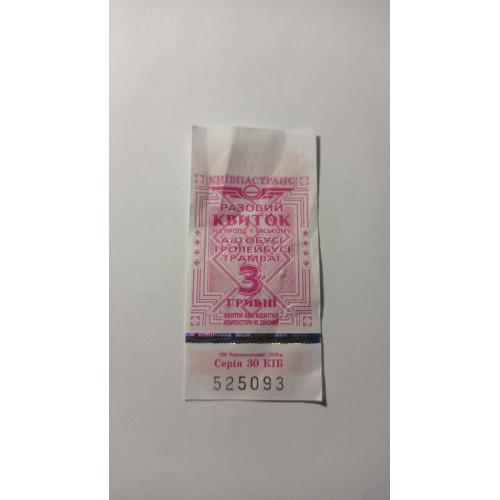 КИЇВПАСТРАНС
РАЗОВИЙ
КВИТОК
НА ПРОЇЗД У МІСЬКОМУ
АВТОБУСІ
ТРОЛЕЙБУСІ
ТРАМВАЇ
3
ГРИВНІ
КВИТОК БЕЗ ВІДМІТКИ
КОМПОСТЕРА НЕ ДІЙСНИЙ
Серія 30 КІБ
525093